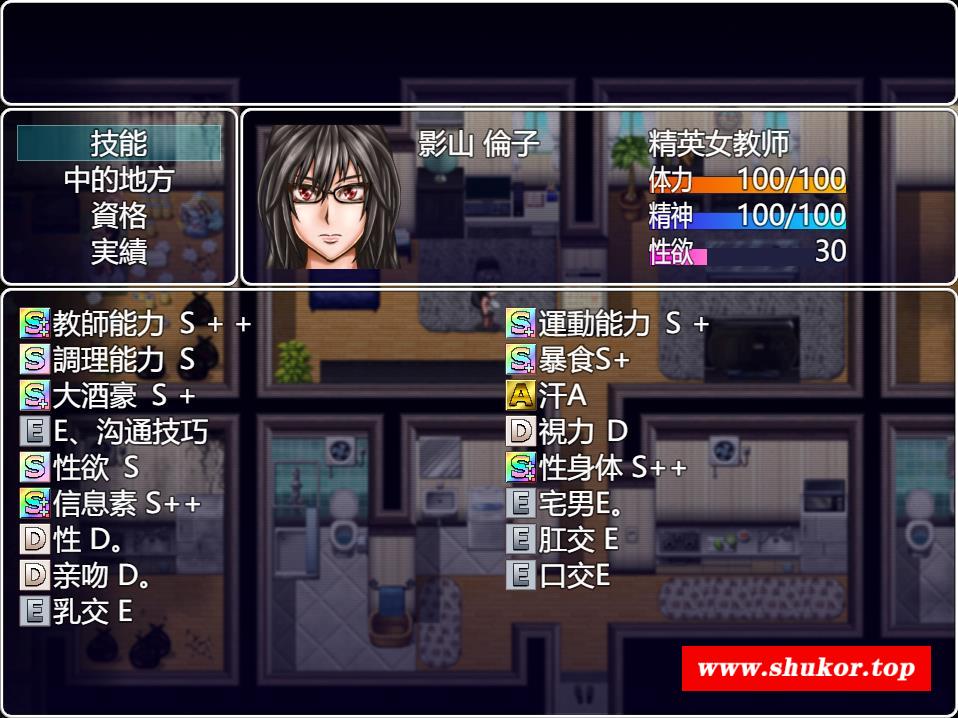 技能
中的地方
資格
実績
影山 倫子
精英女教师
体力 100/100
精神 100/100
性欲 30
S+ 教師能力 S + +
S+ 運動能力 S +
S 調理能力 S
S+ 暴食S+
S+ 大酒豪 S +
A 汗A
E E、沟通技巧
D 視力 D
S 性欲 S
S+ 性身体 S++
S+ 信息素 S++
E 宅男E。
D 性 D。
E 肛交 E
D 亲吻 D。
E 口交E
E 乳交 E
www.shukor.top